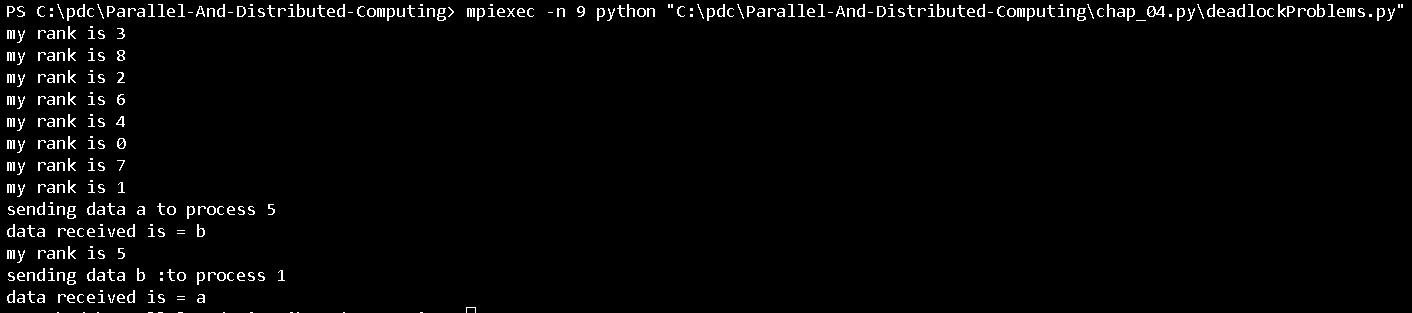 PS C:\pdc\Parallel-And-Distributed-Computing> mpiexec -n 9 python "C:\pdc\Parallel-And-Distributed-Computing\chap_04.py\deadlockProblems.py"
my rank is 3
my rank is 8
my rank is 2
my rank is 6
my rank is 4
my rank is 0
my rank is 7
my rank is 1
sending data a to process 5
data received is = b
my rank is 5
sending data b :to process 1
data received is = a